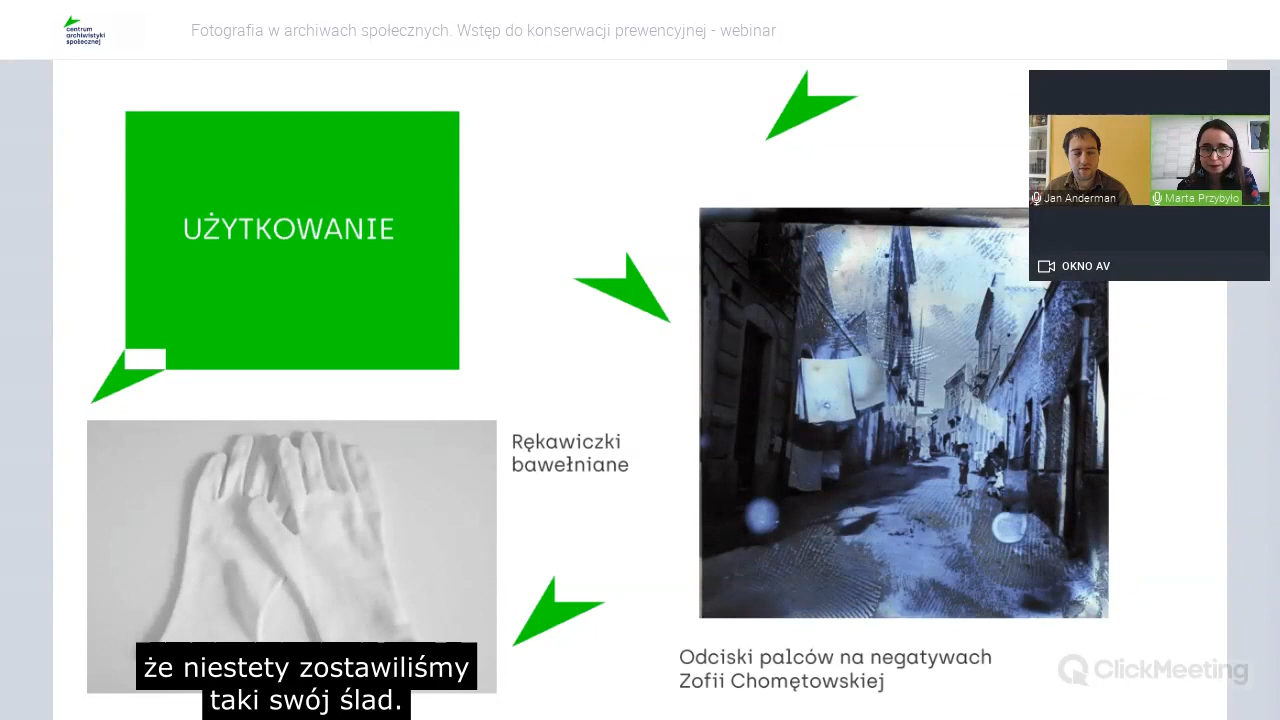 centrum
archiwistyki
społecznej
Fotografia w archiwach społecznych. Wstęp do konserwacji prewencyjnej - webinar
UŻYTKOWANIE
Jan Anderman
Marta Przybyło
OKNO AV
Rękawiczki
bawełniane
Odciski palców na negatywach
Zofii Chomętowskiej
ClickMeeting
że niestety zostawiliśmy
taki swój ślad.